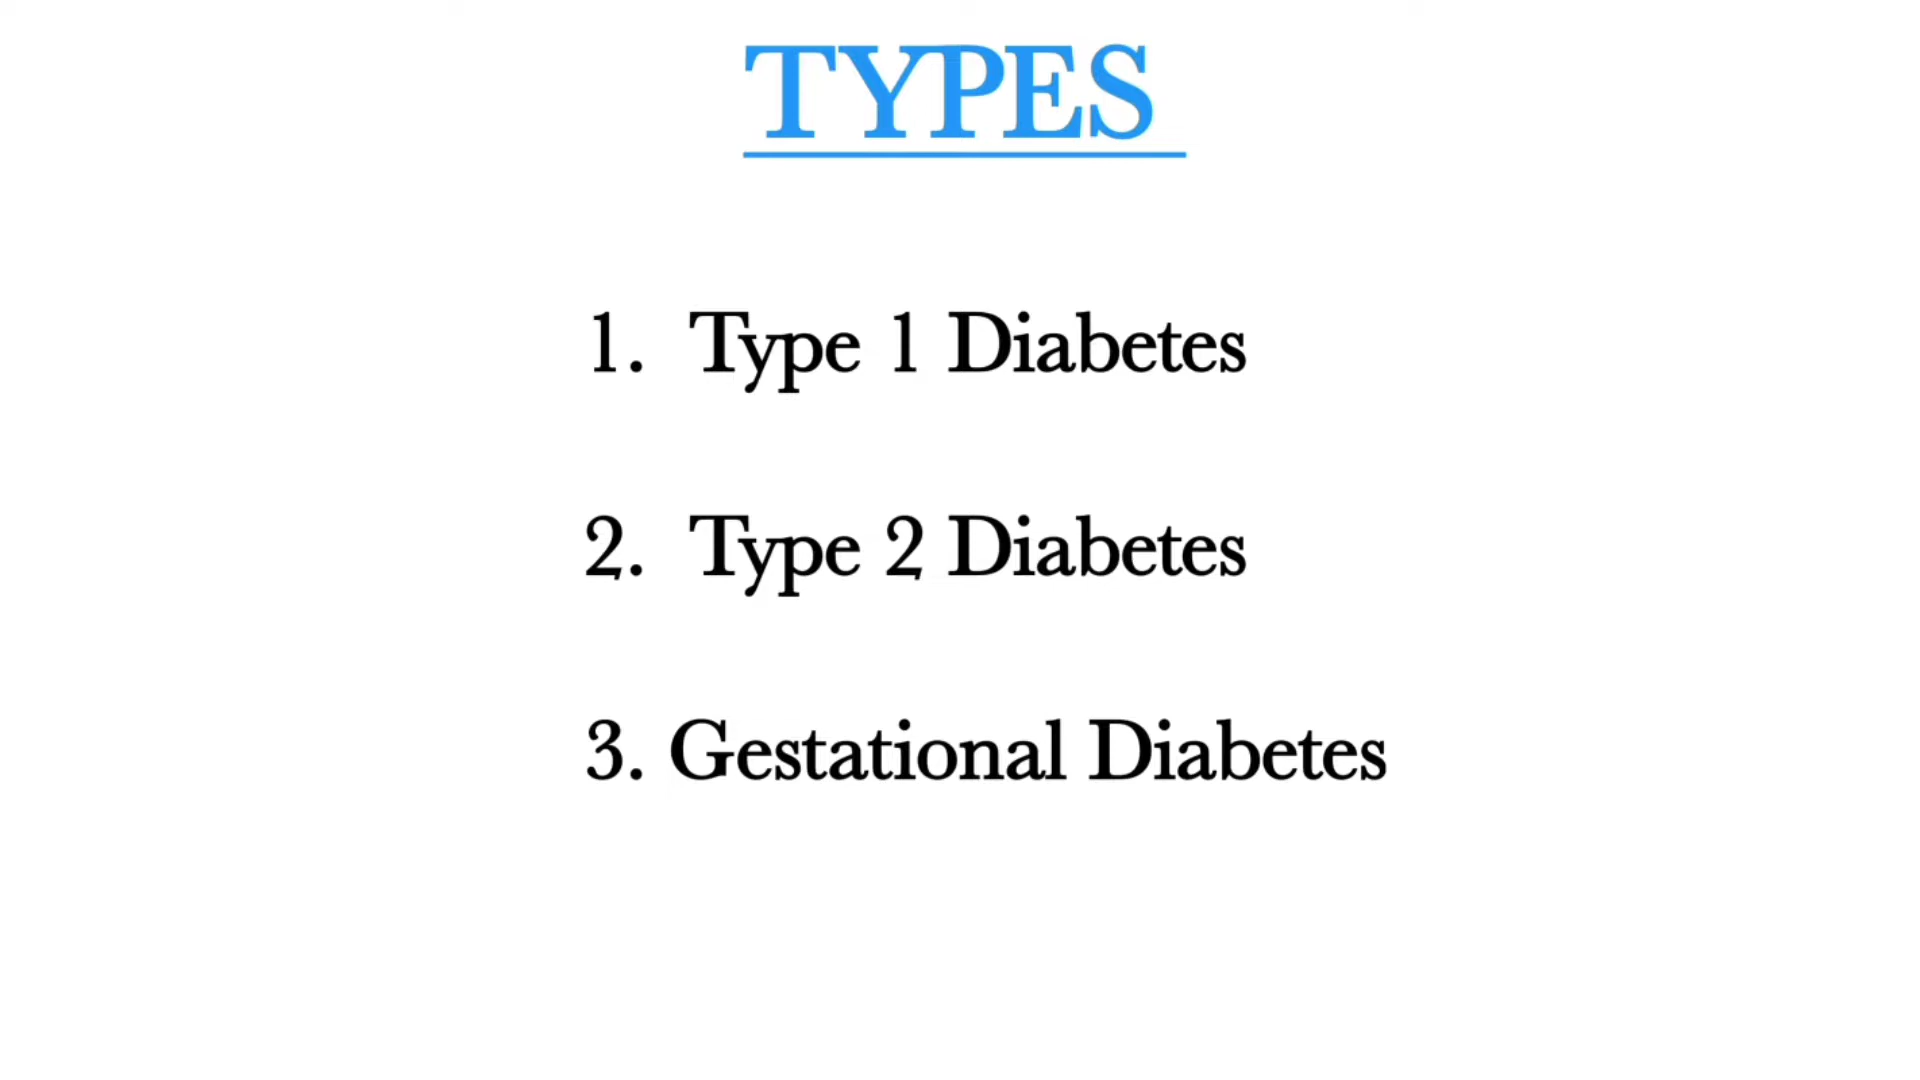 TYPES
1. Type 1 Diabetes
2. Type 2 Diabetes
3. Gestational Diabetes